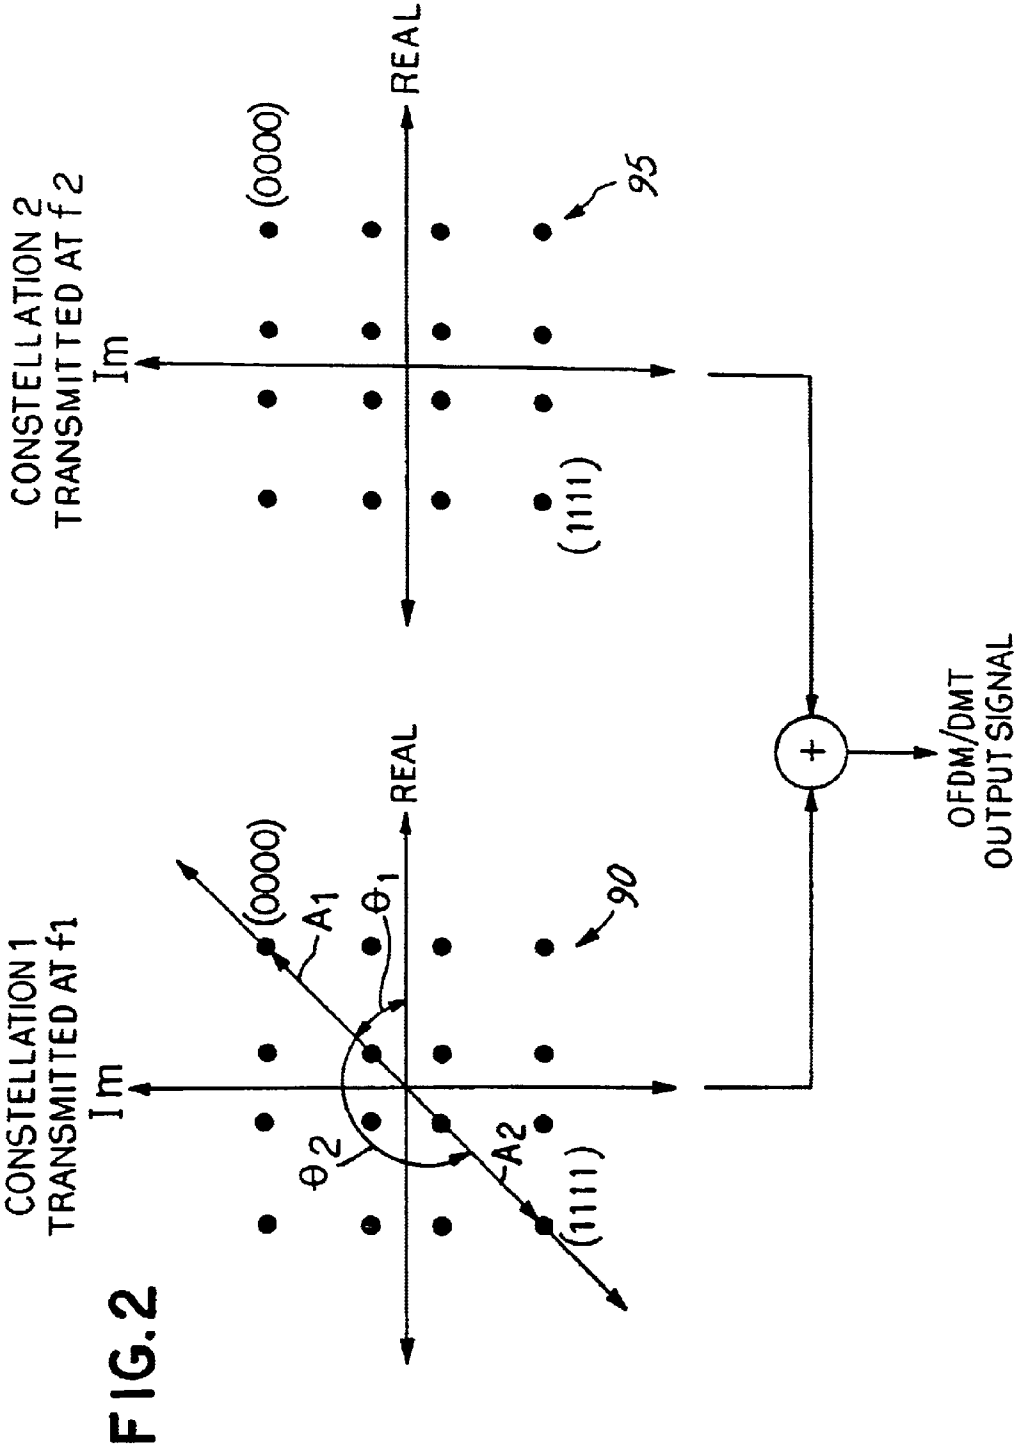 FIG.2
CONSTELLATION 1
TRANSMITTED AT f1
Im
(0000)
A1
θ1
REAL
θ2
A2
(1111)
90
CONSTELLATION 2
TRANSMITTED AT f2
Im
(0000)
REAL
(1111)
95
+
OFDM/DMT
OUTPUT SIGNAL